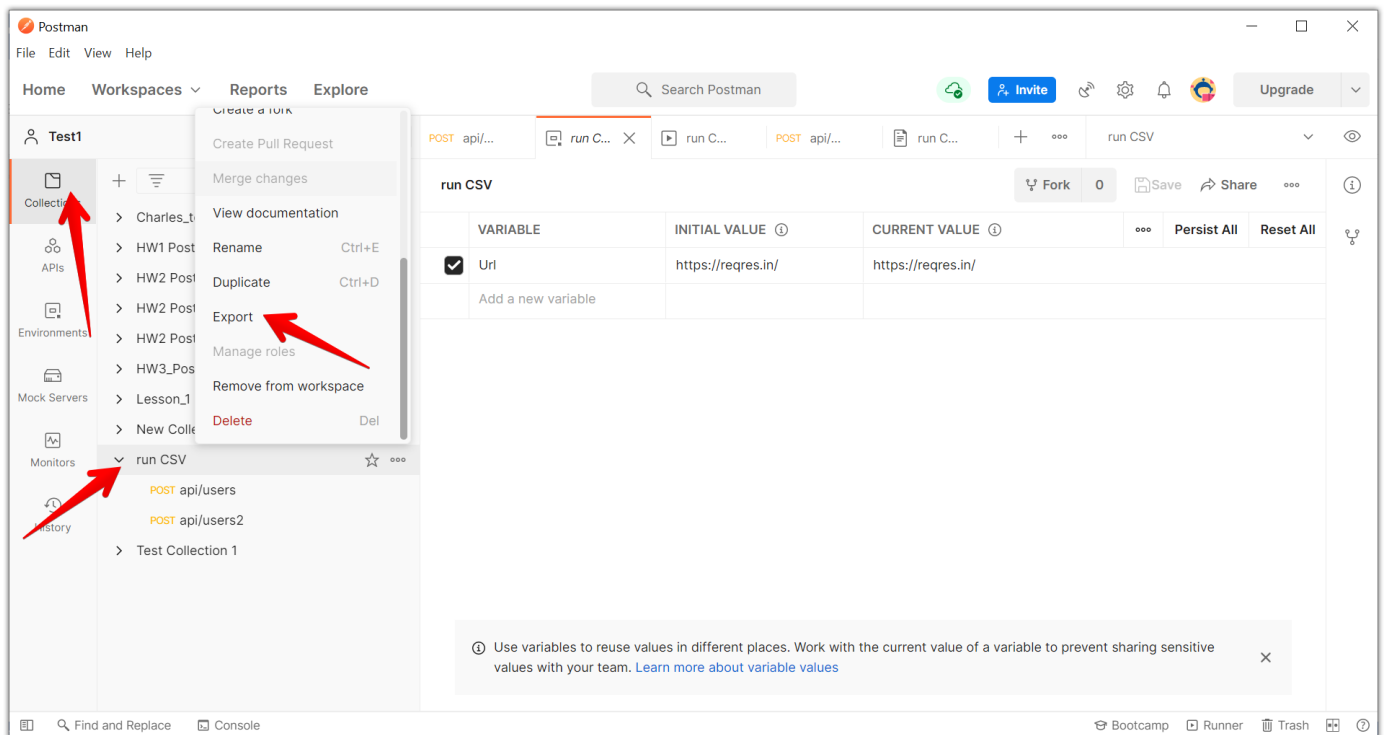 Postman
File Edit View Help
Home Workspaces Reports Explore Search Postman Invite Upgrade
Test1
Collections
APIs
Environments
Mock Servers
Monitors
History
Charles_t
HW1 Post
HW2 Post
HW2 Post
HW2 Post
HW3_Pos
Lesson_1
New Colle
run CSV
POST api/users
POST api/users2
Test Collection 1
Create a fork
Create Pull Request
Merge changes
View documentation
Rename Ctrl+E
Duplicate Ctrl+D
Export
Manage roles
Remove from workspace
Delete Del
POST api/... run C... run C... POST api/... run C... run CSV
run CSV Fork 0 Save Share
VARIABLE INITIAL VALUE CURRENT VALUE Persist All Reset All
Url https://reqres.in/ https://reqres.in/
Add a new variable
Use variables to reuse values in different places. Work with the current value of a variable to prevent sharing sensitive
values with your team. Learn more about variable values
Find and Replace Console Bootcamp Runner Trash